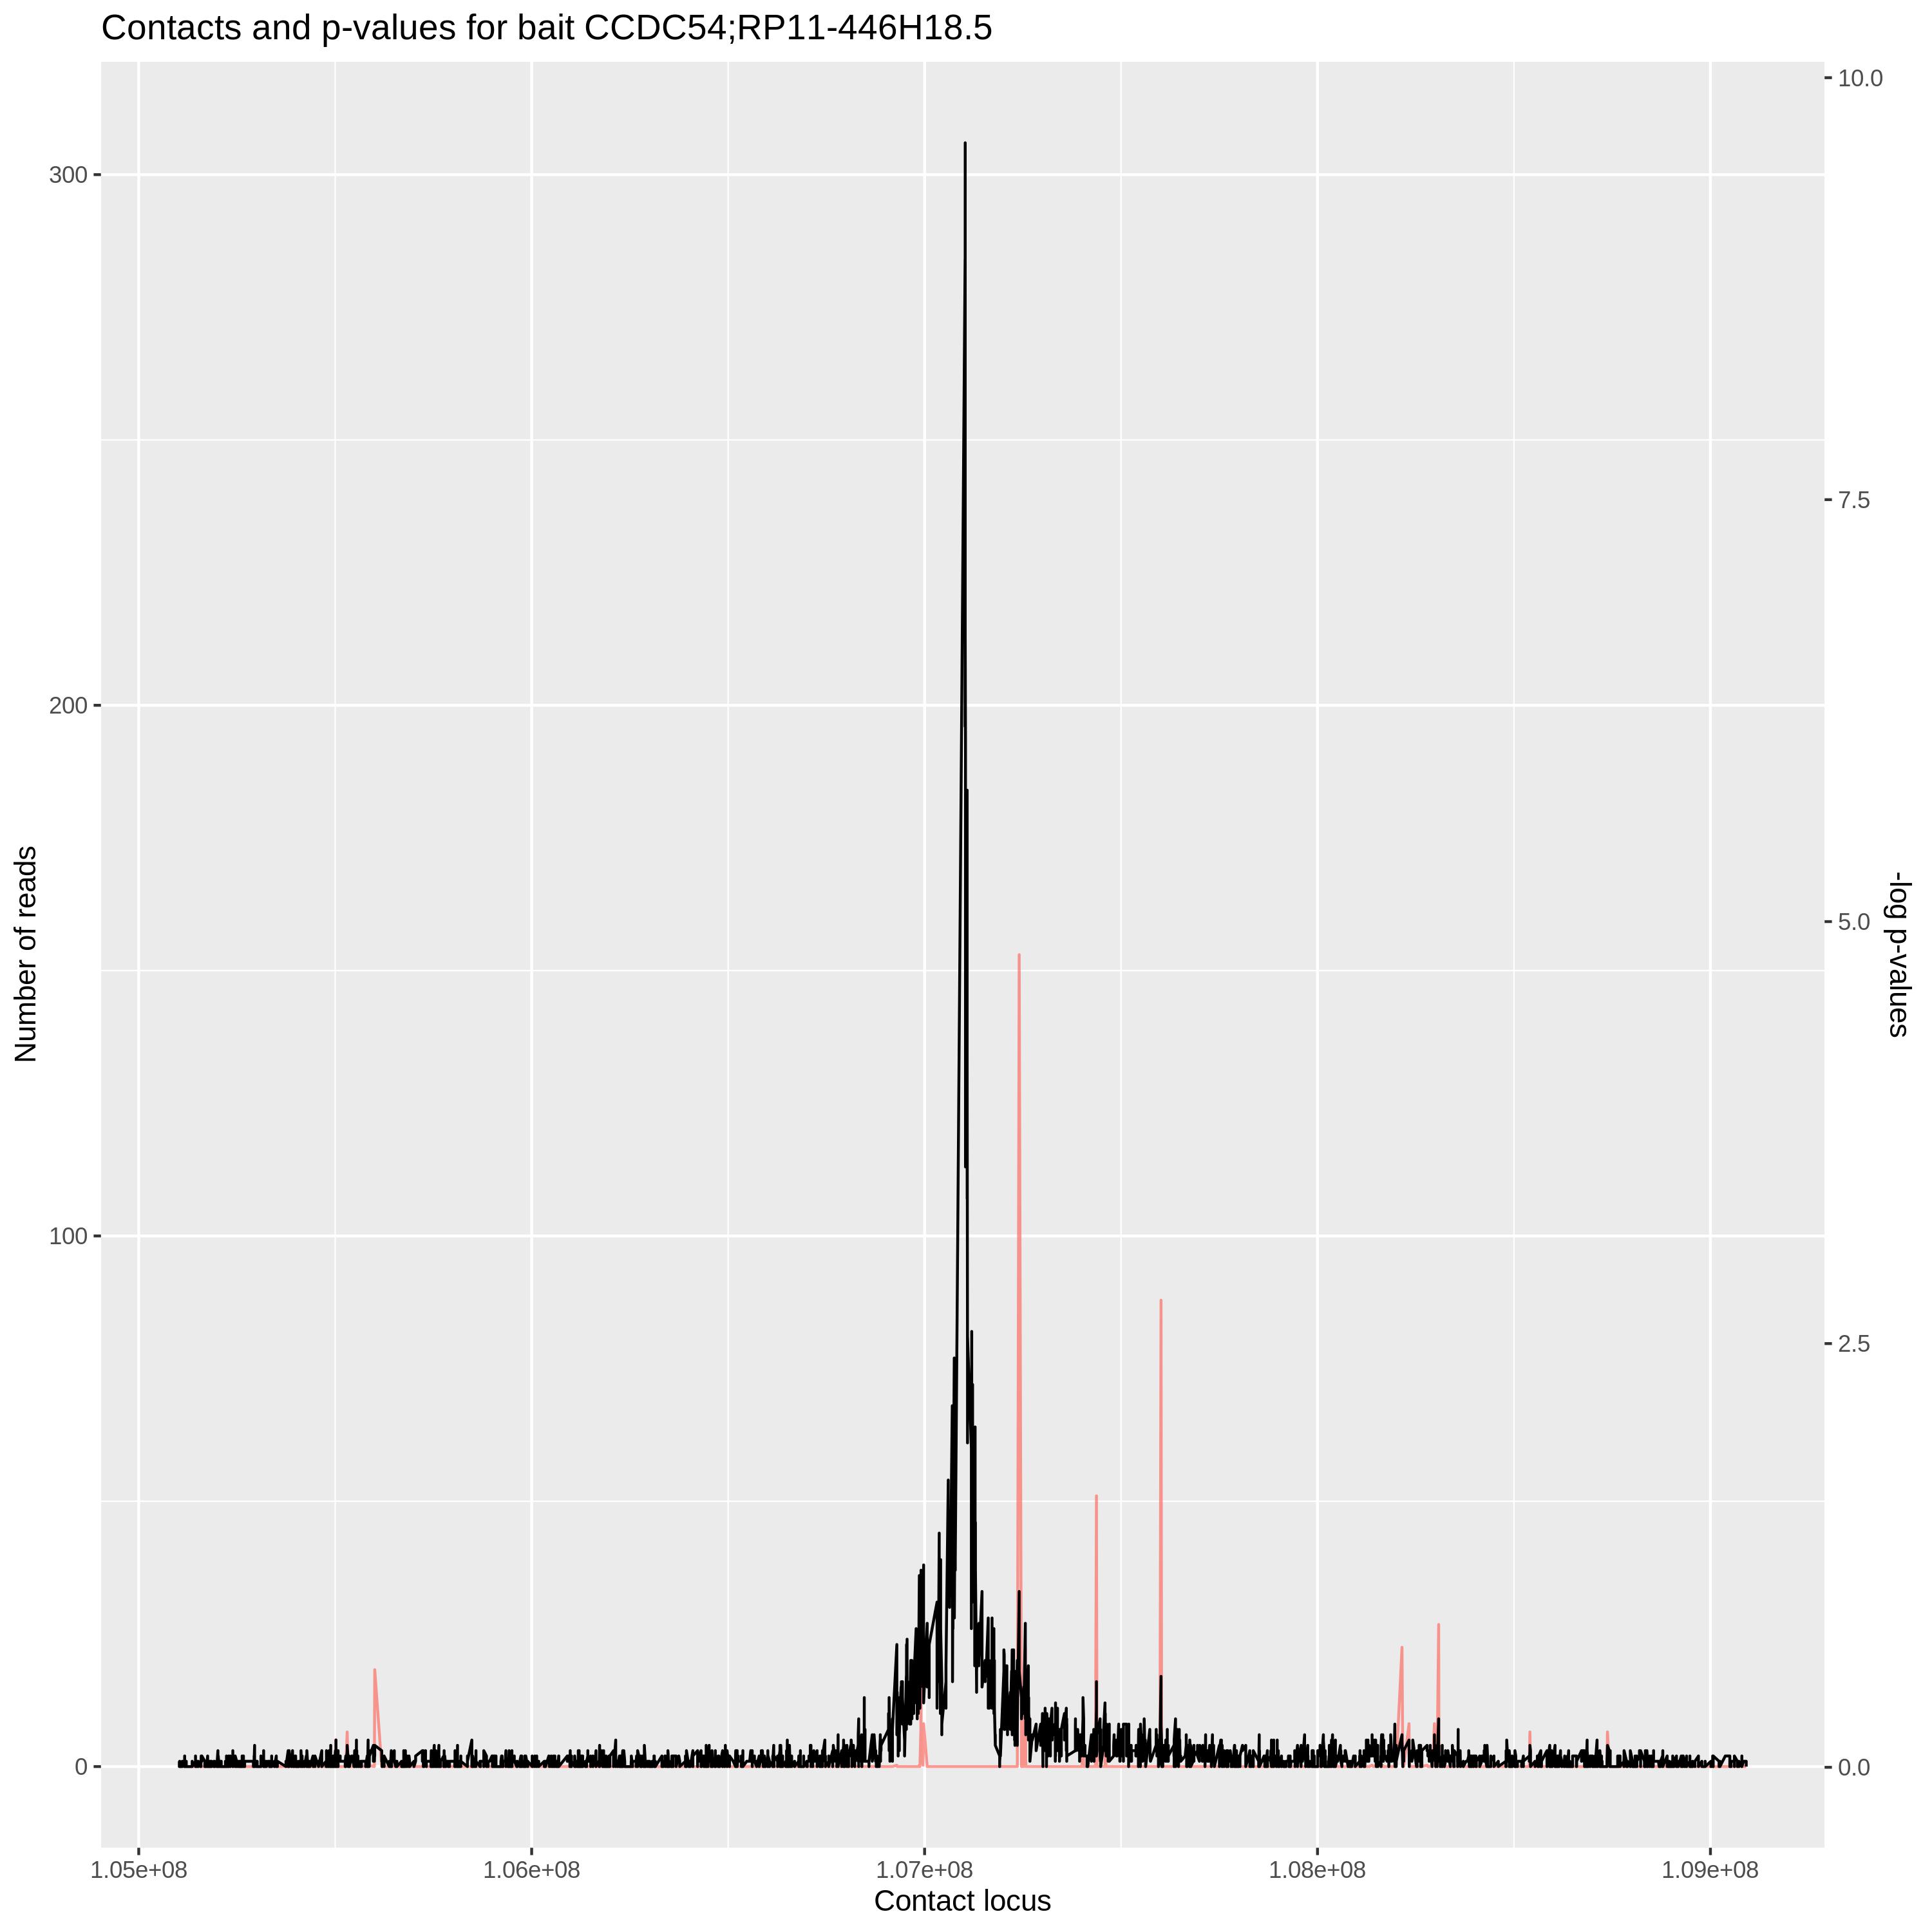 Contacts and p-values for bait CCDC54;RP11-446H18.5
300
200
100
0
Number of reads
10.0
7.5
5.0
2.5
0.0
-log p-values
1.05e+08
1.06e+08
1.07e+08
1.08e+08
1.09e+08
Contact locus